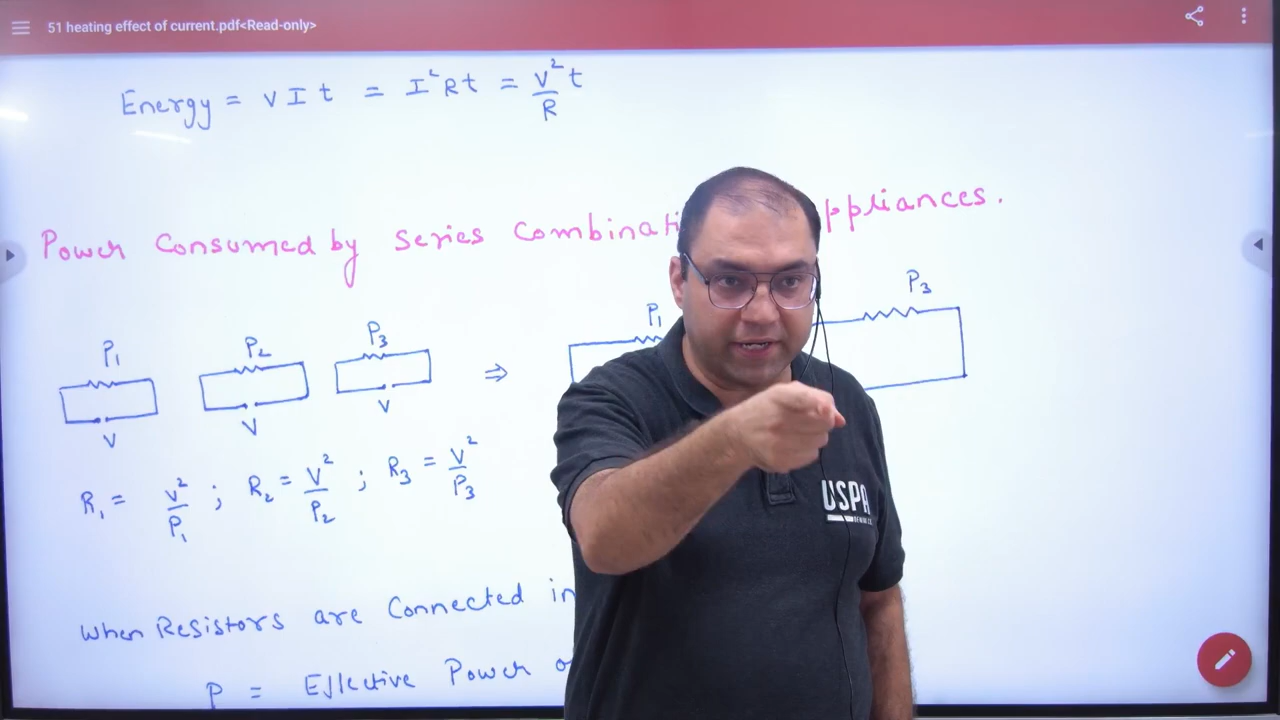 51 heating effect of current.pdf<Read-only>
Energy = V I t = I²Rt = V²/R t
Power Consumed by Series Combinati ppliances.
P₁ P₂ P₃ ⇒ P₁ P₃
V V V
R₁ = V²/P₁ ; R₂ = V²/P₂ ; R₃ = V²/P₃
When Resistors are Connected in
P = Effective Power o
USPA